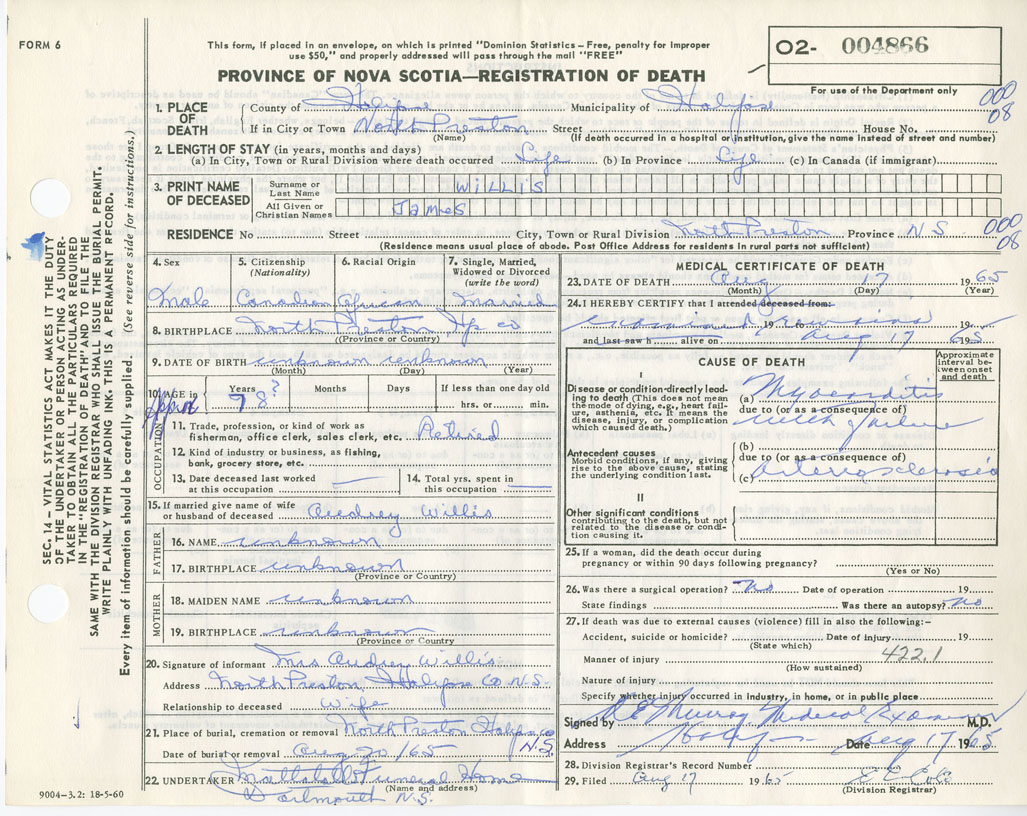 FORM 6
This form, if placed in an envelope, on which is printed "Dominion Statistics – Free, penalty for improper
use $50," and properly addressed will pass through the mail "FREE"
PROVINCE OF NOVA SCOTIA—REGISTRATION OF DEATH
O2- 004866
For use of the Department only
000
08
1. PLACE OF DEATH
County of Halifax Municipality of Halifax
If in City or Town North Preston Street House No.
(Name) (If death occurred in a hospital or institution, give the name instead of street and number)
2. LENGTH OF STAY (in years, months and days)
(a) In City, Town or Rural Division where death occurred Life (b) In Province Life (c) In Canada (if immigrant)
3. PRINT NAME OF DECEASED
Surname or Last Name WILLIS
All Given or Christian Names James
RESIDENCE No Street City, Town or Rural Division North Preston Province N S
(Residence means usual place of abode. Post Office Address for residents in rural parts not sufficient)
000
08
4. Sex 5. Citizenship (Nationality) 6. Racial Origin 7. Single, Married, Widowed or Divorced (write the word)
Male Canadian African Married
8. BIRTHPLACE North Preston, Hfx Co
(Province or Country)
9. DATE OF BIRTH unknown unknown
(Month) (Day) (Year)
10. AGE in Years Months Days If less than one day old
Approx 78? hrs. or min.
OCCUPATION
11. Trade, profession, or kind of work as
fisherman, office clerk, sales clerk, etc. Retired
12. Kind of industry or business, as fishing,
bank, grocery store, etc.
13. Date deceased last worked
at this occupation
14. Total yrs. spent in
this occupation
15. If married give name of wife
or husband of deceased Audrey Willis
FATHER
16. NAME unknown
17. BIRTHPLACE unknown
(Province or Country)
MOTHER
18. MAIDEN NAME unknown
19. BIRTHPLACE unknown
(Province or Country)
20. Signature of informant Mrs Audrey Willis
Address North Preston, Halifax Co N.S.
Relationship to deceased Wife
21. Place of burial, cremation or removal North Preston Halifax Co
N.S.
Date of burial or removal Aug 20/65
22. UNDERTAKER Mattatall Funeral Home
(Name and address)
Dartmouth N.S.
9004–3.2: 18-5-60
MEDICAL CERTIFICATE OF DEATH
23. DATE OF DEATH Aug 17 1965
(Month) (Day) (Year)
24. I HEREBY CERTIFY that I attended deceased from:
examined remains
19 to 19
and last saw h alive on Aug 17 1965
CAUSE OF DEATH
Approximate interval between onset and death
I
Disease or condition directly leading to death (This does not
mean the mode of dying, e.g., heart failure,
asthenia, etc. It means the
disease, injury, or complication
which caused death.)
(a) Myocarditis
due to (or as a consequence of)
with failure
Antecedent causes
Morbid conditions, if any, giving
rise to the above cause, stating
the underlying condition last.
(b)
due to (or as a consequence of)
(c) arteriosclerosis
II
Other significant conditions
contributing to the death, but not
related to the disease or condition
causing it.
25. If a woman, did the death occur during
pregnancy or within 90 days following pregnancy?
(Yes or No)
26. Was there a surgical operation? No Date of operation 19
State findings Was there an autopsy? no
27. If death was due to external causes (violence) fill in also the following:–
Accident, suicide or homicide? Date of injury 19
(State which)
422.1
Manner of injury
(How sustained)
Nature of injury
Specify whether injury occurred in industry, in home, or in public place
Signed by Murray Medical Examiner M.D.
Address Halifax Date Aug 17 1965
28. Division Registrar's Record Number
29. Filed Aug 17 1965
(Division Registrar)
SEC. 14 – VITAL STATISTICS ACT MAKES IT THE DUTY
OF THE UNDERTAKER OR PERSON ACTING AS UNDER-
TAKER TO OBTAIN ALL THE PARTICULARS REQUIRED
IN THE "REGISTRATION OF DEATH" AND TO FILE THE
SAME WITH THE DIVISION REGISTRAR WHO SHALL ISSUE THE BURIAL PERMIT.
WRITE PLAINLY WITH UNFADING INK. THIS IS A PERMANENT RECORD.
Every item of information should be carefully supplied. (See reverse side for instructions.)